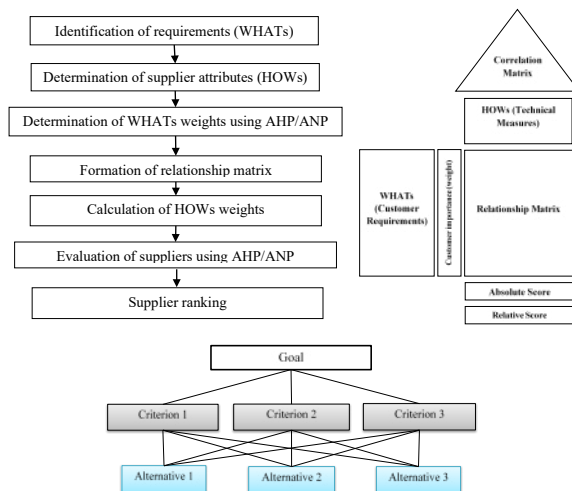 Identification of requirements (WHATs)
Determination of supplier attributes (HOWs)
Determination of WHATs weights using AHP/ANP
Formation of relationship matrix
Calculation of HOWs weights
Evaluation of suppliers using AHP/ANP
Supplier ranking
Correlation
Matrix
HOWs (Technical
Measures)
WHATs
(Customer
Requirements)
Customer importance (weight)
Relationship Matrix
Absolute Score
Relative Score
Goal
Criterion 1
Criterion 2
Criterion 3
Alternative 1
Alternative 2
Alternative 3